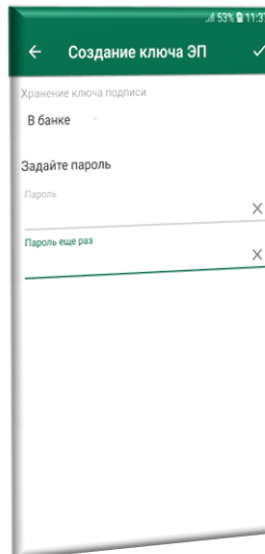 53% 11:37
Создание ключа ЭП
Хранение ключа подписи
В банке
Задайте пароль
Пароль
Пароль еще раз